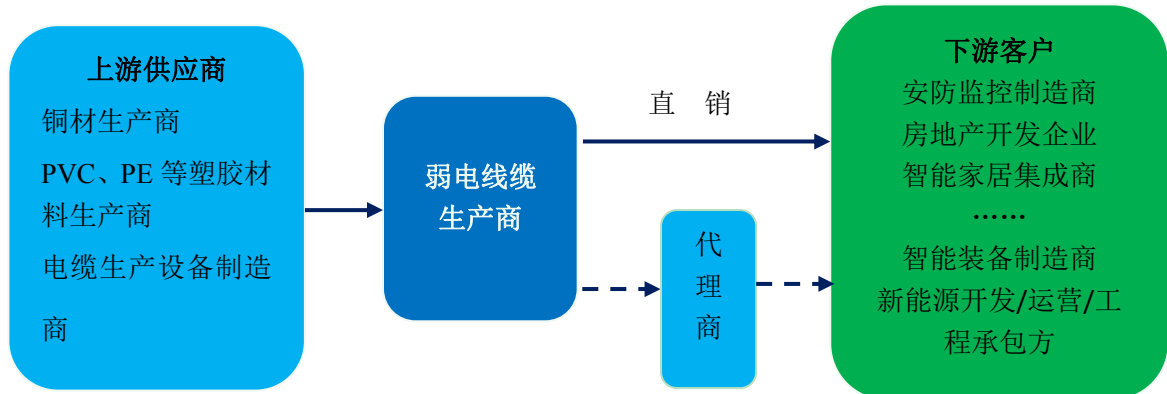 上游供应商
铜材生产商
PVC、PE 等塑胶材
料生产商
电缆生产设备制造
商
弱电线缆
生产商
直 销
代
理
商
下游客户
安防监控制造商
房地产开发企业
智能家居集成商
……
智能装备制造商
新能源开发/运营/工
程承包方